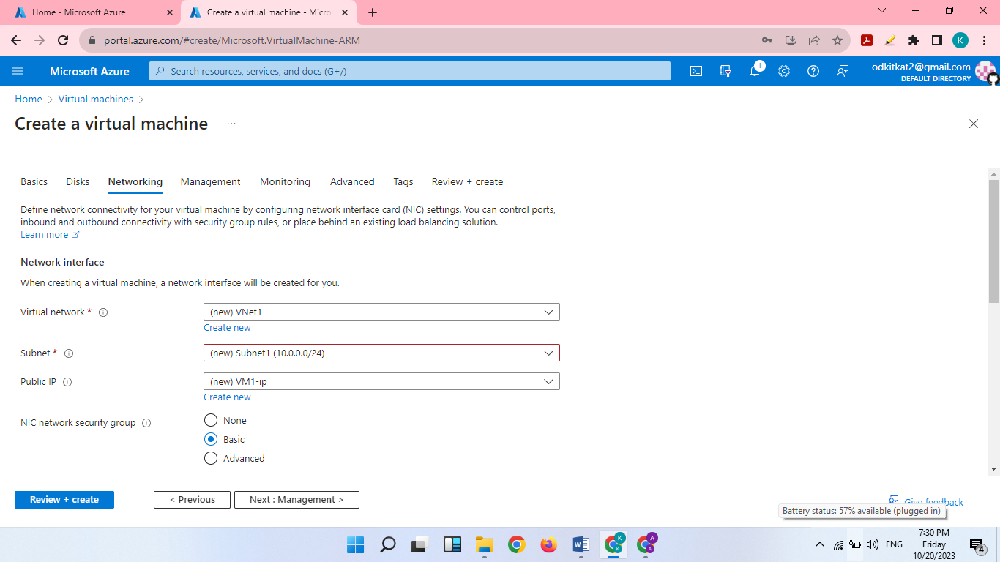 Home - Microsoft Azure
Create a virtual machine - Micros
portal.azure.com/#create/Microsoft.VirtualMachine-ARM
K
Microsoft Azure
Search resources, services, and docs (G+/)
1
odkitkat2@gmail.com
DEFAULT DIRECTORY
Home > Virtual machines >
Create a virtual machine ...
Basics Disks Networking Management Monitoring Advanced Tags Review + create
Define network connectivity for your virtual machine by configuring network interface card (NIC) settings. You can control ports,
inbound and outbound connectivity with security group rules, or place behind an existing load balancing solution.
Learn more
Network interface
When creating a virtual machine, a network interface will be created for you.
Virtual network * (new) VNet1
Create new
Subnet * (new) Subnet1 (10.0.0.0/24)
Public IP (new) VM1-ip
Create new
NIC network security group
None
Basic
Advanced
Review + create < Previous Next : Management >
Give feedback
Battery status: 57% available (plugged in)
K
A
A
ENG
7:30 PM
Friday
10/20/2023
4